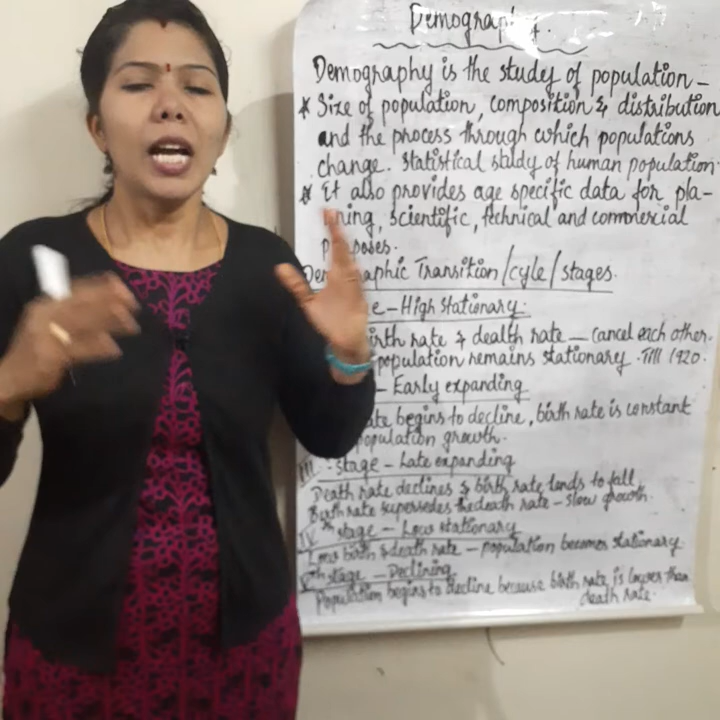 Demography.
Demography is the study of population -
* Size of population, composition & distribution
and the process through which populations
change. Statistical study of human population.
* It also provides age specific data for pla-
nning, scientific, technical and commercial
Demographic Transition/cycle/stages.
e - High stationary.
irth rate & death rate - cancel each other.
population remains stationary. Till 1920.
- Early expanding
ate begins to decline, birth rate is constant
population growth.
III stage - Late expanding
Death rate declines & birth rate tends to fall
Birth rate supersedes the death rate - slow growth.
IV th stage - Low stationary
Low birth & death rate - population becomes stationary
Vth stage - Declining
Population begins to decline because birth rate is lower than
death rate.